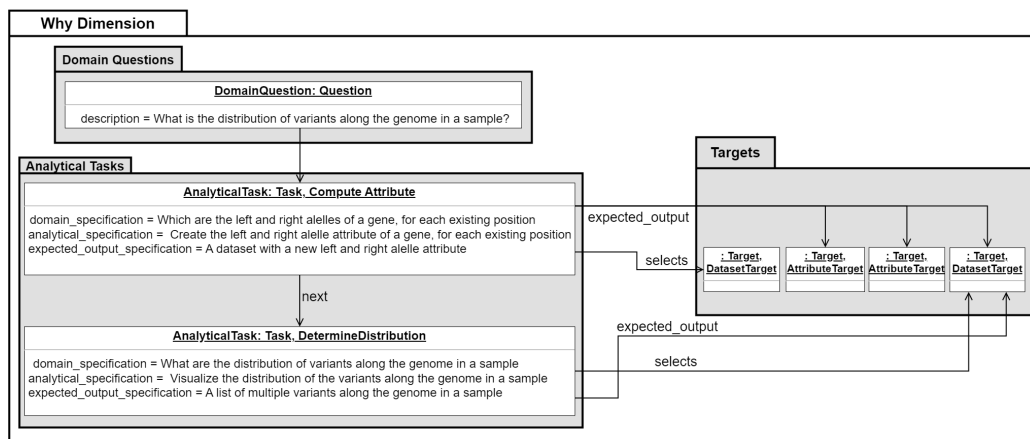 Why Dimension
Domain Questions
DomainQuestion: Question
description = What is the distribution of variants along the genome in a sample?
Analytical Tasks
AnalyticalTask: Task, Compute Attribute
domain_specification = Which are the left and right alelles of a gene, for each existing position
analytical_specification = Create the left and right alelle attribute of a gene, for each existing position
expected_output_specification = A dataset with a new left and right alelle attribute
next
AnalyticalTask: Task, DetermineDistribution
domain_specification = What are the distribution of variants along the genome in a sample
analytical_specification = Visualize the distribution of the variants along the genome in a sample
expected_output_specification = A list of multiple variants along the genome in a sample
expected_output
selects
expected_output
selects
Targets
: Target,
DatasetTarget
: Target,
AttributeTarget
: Target,
AttributeTarget
: Target,
DatasetTarget